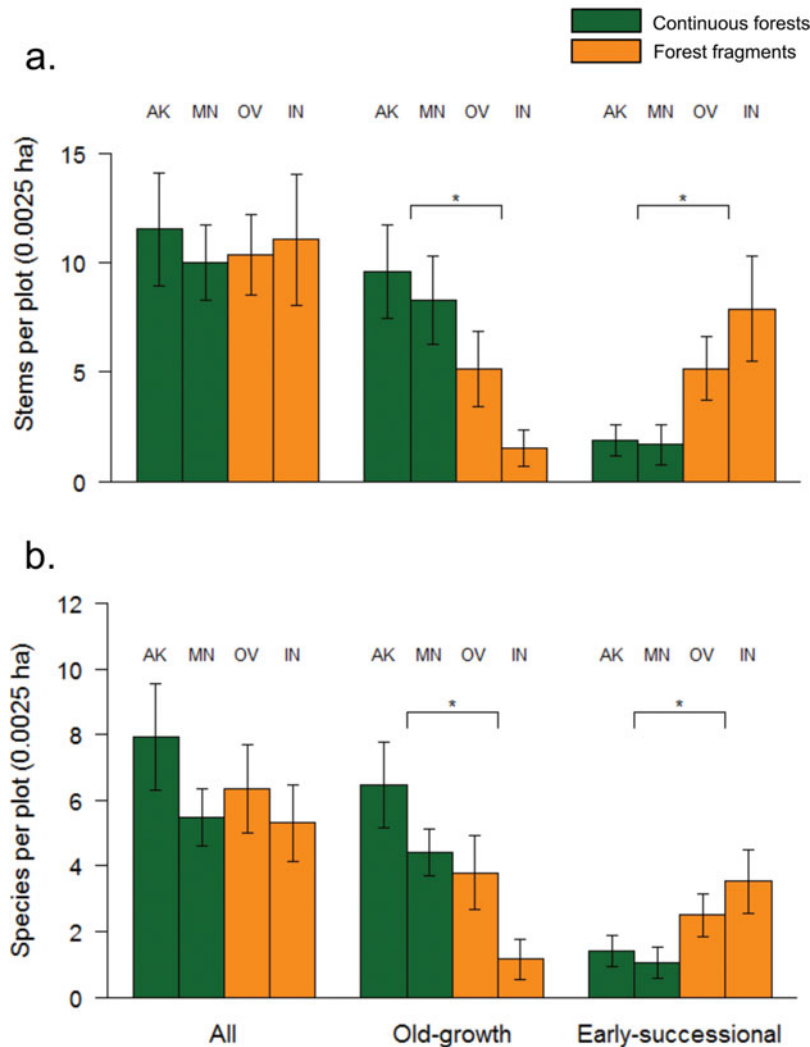 Continuous forests
Forest fragments
a.
AK MN OV IN AK MN OV IN AK MN OV IN
Stems per plot (0.0025 ha)
15
10
5
0
* *
b.
Species per plot (0.0025 ha)
12
10
8
6
4
2
0
AK MN OV IN AK MN OV IN AK MN OV IN
* *
All Old-growth Early-successional